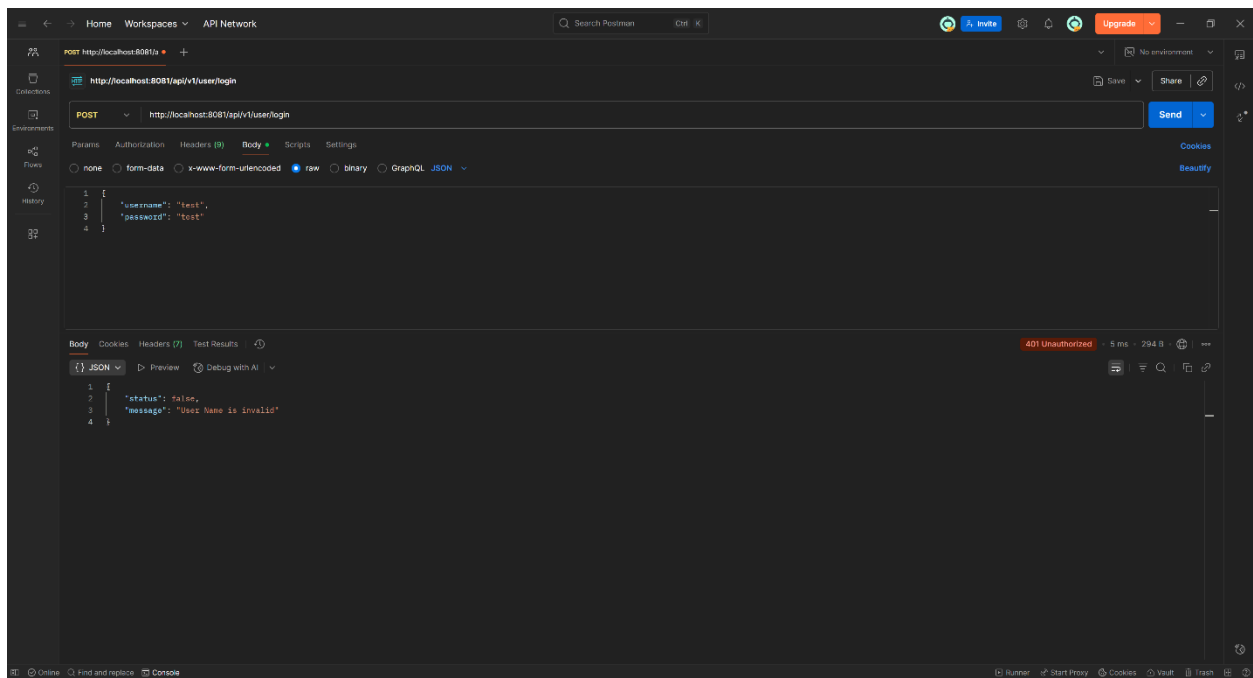 Home Workspaces API Network Search Postman Ctrl K Invite Upgrade
POST http://localhost:8081/a No environment
http://localhost:8081/api/v1/user/login Save Share
Collections
POST http://localhost:8081/api/v1/user/login Send
Environments
Params Authorization Headers (9) Body Scripts Settings Cookies
Flows
none form-data x-www-form-urlencoded raw binary GraphQL JSON Beautify
History
1 {
2 "username": "test",
3 "password": "test"
4 }
Body Cookies Headers (7) Test Results 401 Unauthorized 5 ms 294 B
{} JSON Preview Debug with AI
1 {
2 "status": false,
3 "message": "User Name is invalid"
4 }
Online Find and replace Console Runner Start Proxy Cookies Vault Trash